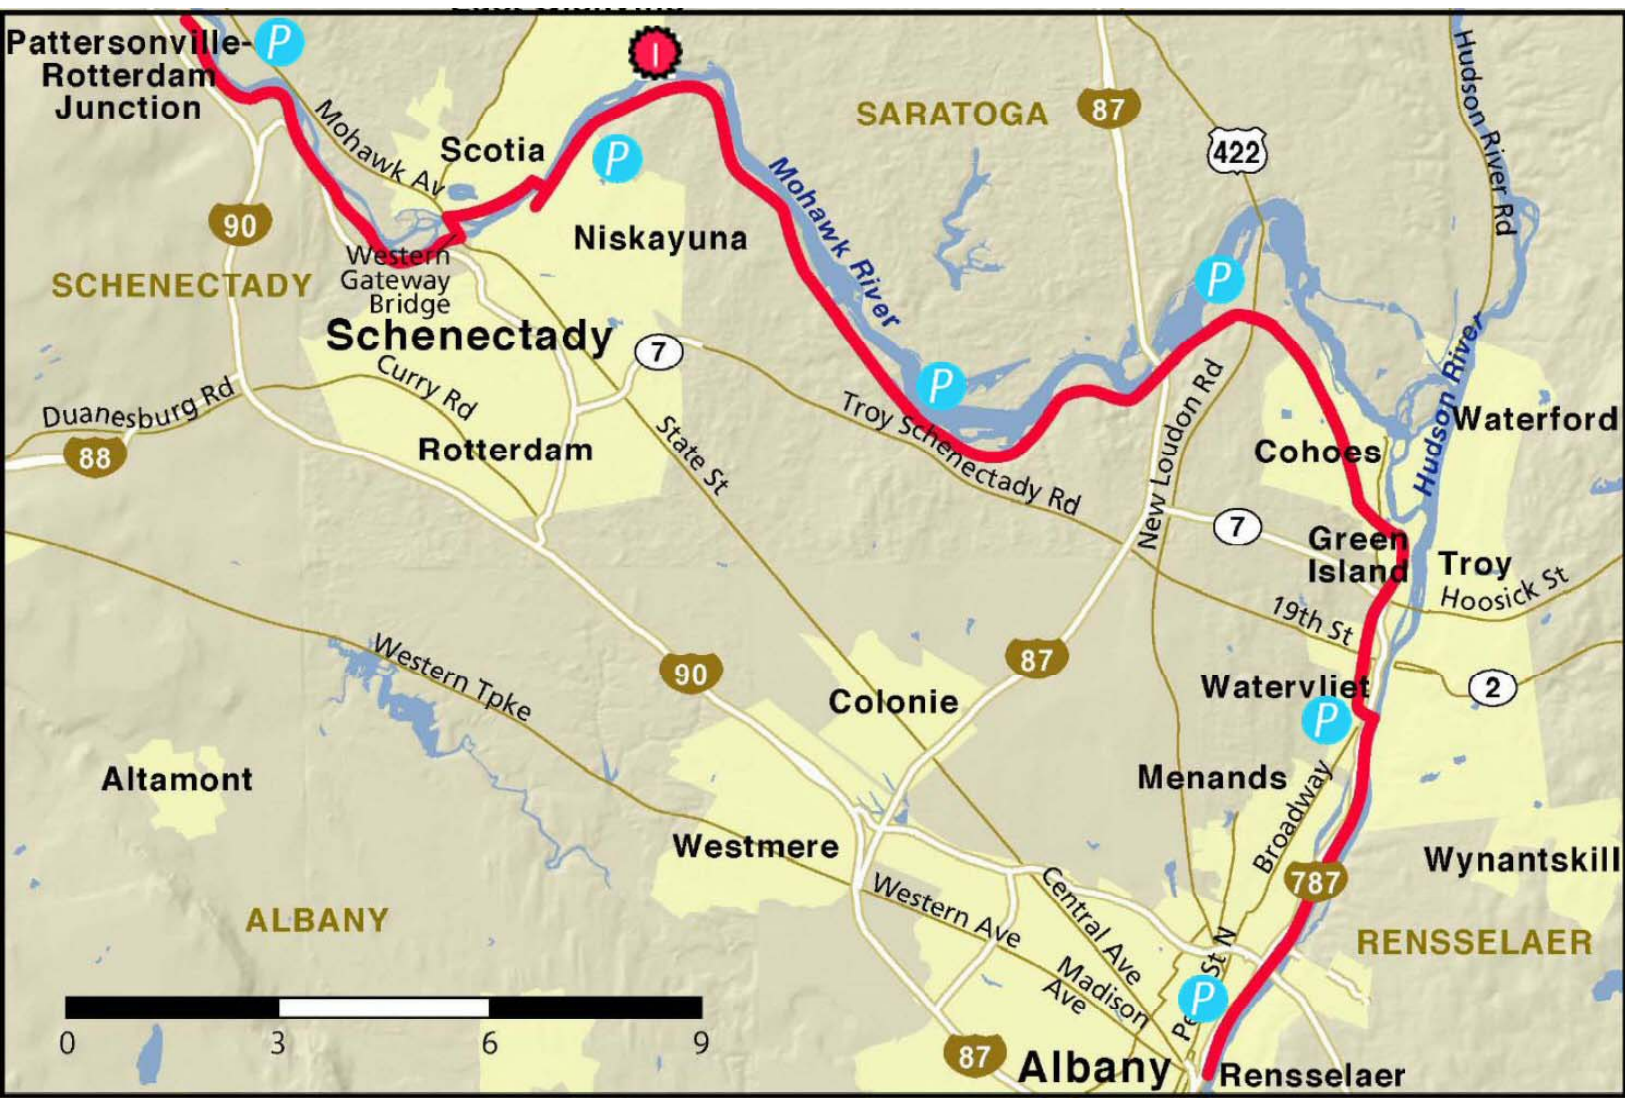 Pattersonville-
Rotterdam
Junction
P
I
Mohawk Av
Scotia
P
SARATOGA
87
422
Hudson River Rd
90
Niskayuna
Mohawk River
SCHENECTADY
Western
Gateway
Bridge
P
Schenectady
7
Hudson River
Curry Rd
Duanesburg Rd
P
88
Rotterdam
State St
Troy Schenectady Rd
New Loudon Rd
Cohoes
Waterford
Hudson River
7
Green
Island
Troy
Hoosick St
19th St
Western Tpke
90
87
Colonie
Watervliet
2
P
Altamont
Menands
Broadway
Westmere
787
Wynantskill
ALBANY
Western Ave
Central Ave
St N
RENSSELAER
Madison
Ave
P
0 3 6 9
87
Albany
Rensselaer